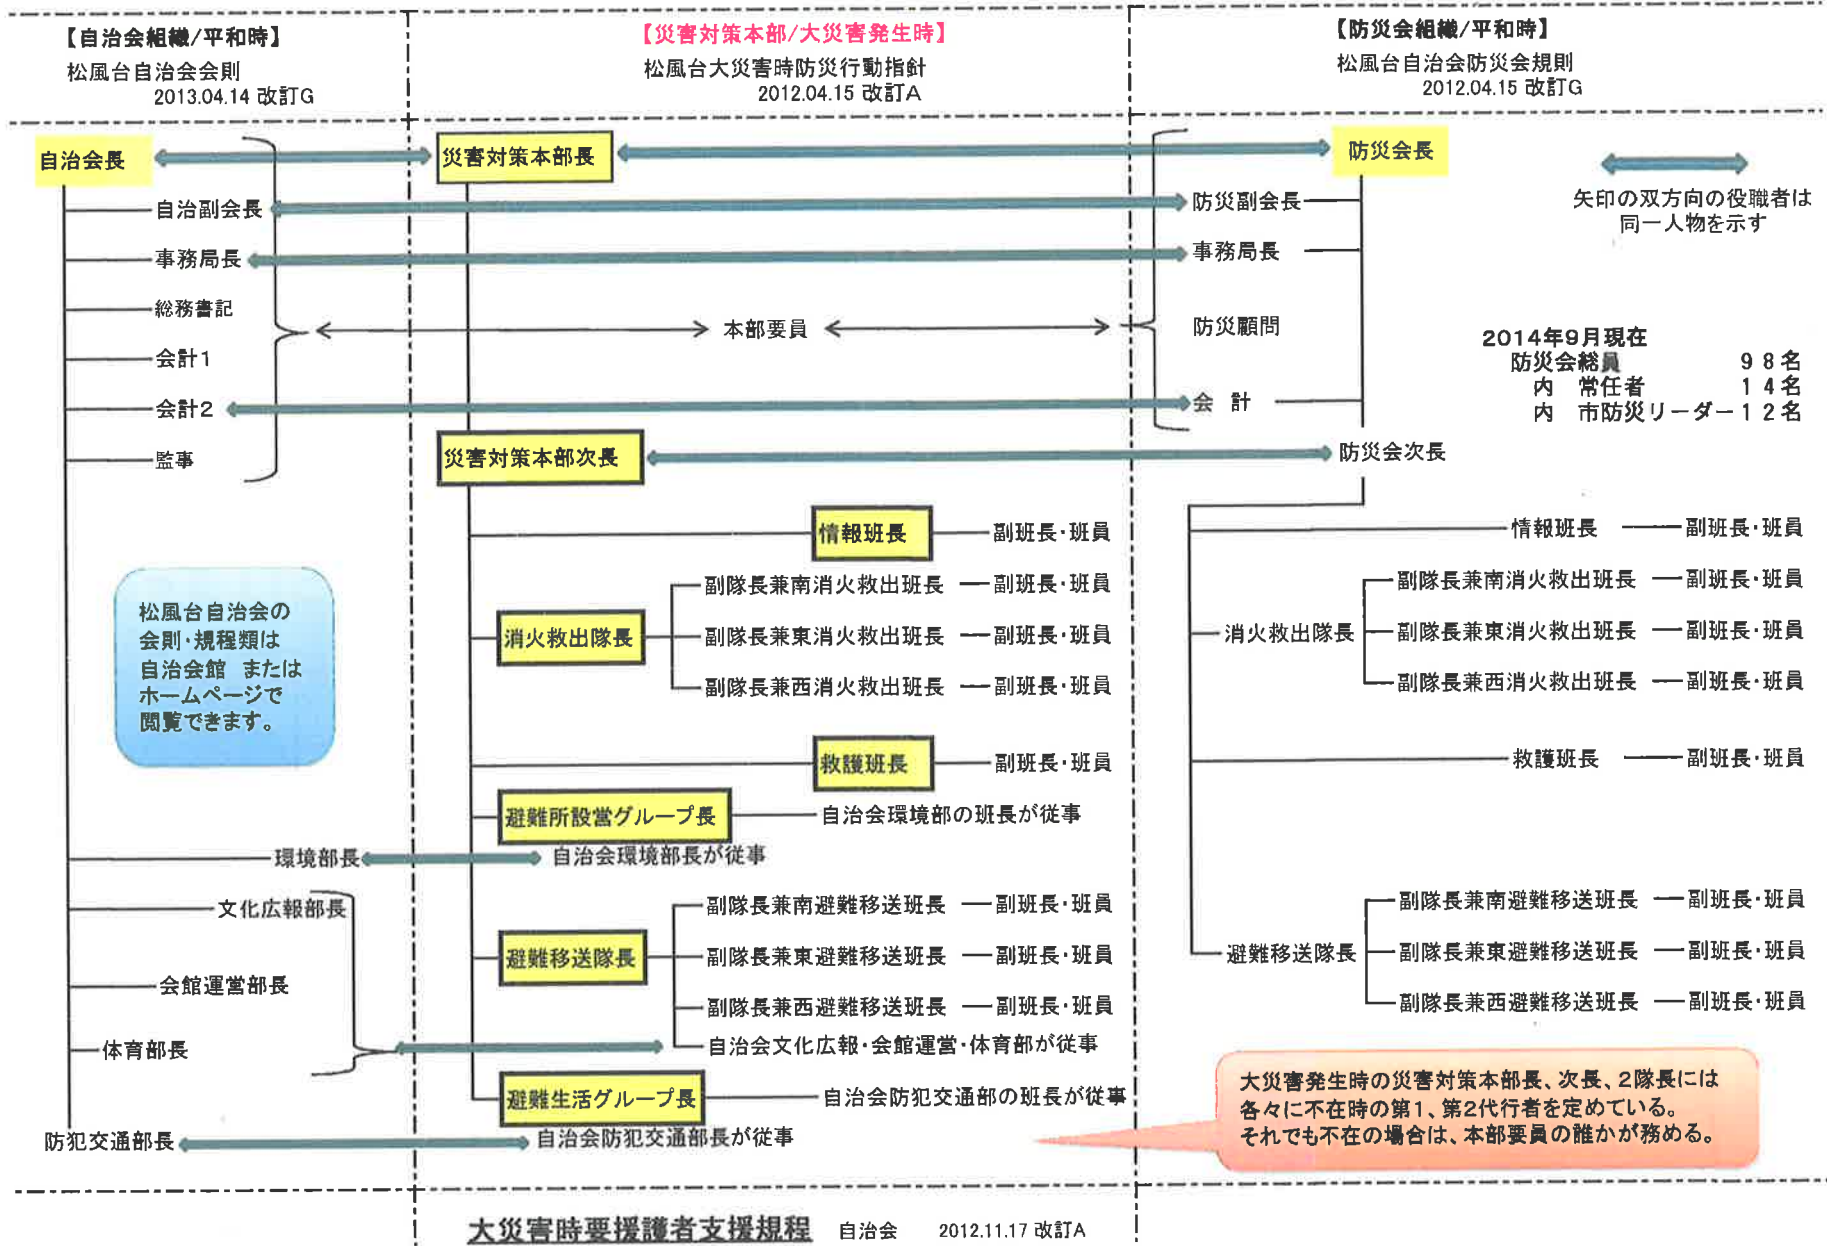 【自治会組織/平和時】
松風台自治会会則
2013.04.14 改訂G
【災害対策本部/大災害発生時】
松風台大災害時防災行動指針
2012.04.15 改訂A
【防災会組織/平和時】
松風台自治会防災会規則
2012.04.15 改訂G
自治会長
自治副会長
事務局長
総務書記
会計1
会計2
監事
松風台自治会の
会則・規程類は
自治会館 または
ホームページで
閲覧できます。
環境部長
文化広報部長
会館運営部長
体育部長
防犯交通部長
災害対策本部長
本部要員
災害対策本部次長
情報班長 副班長・班員
副隊長兼南消火救出班長 副班長・班員
消火救出隊長 副隊長兼東消火救出班長 副班長・班員
副隊長兼西消火救出班長 副班長・班員
救護班長 副班長・班員
避難所設営グループ長 自治会環境部の班長が従事
自治会環境部長が従事
副隊長兼南避難移送班長 副班長・班員
避難移送隊長 副隊長兼東避難移送班長 副班長・班員
副隊長兼西避難移送班長 副班長・班員
自治会文化広報・会館運営・体育部が従事
避難生活グループ長 自治会防犯交通部の班長が従事
自治会防犯交通部長が従事
防災会長
防災副会長
事務局長
防災顧問
会 計
防災会次長
矢印の双方向の役職者は
同一人物を示す
2014年9月現在
防災会総員 98名
内 常任者 14名
内 市防災リーダー12名
情報班長 副班長・班員
副隊長兼南消火救出班長 副班長・班員
消火救出隊長 副隊長兼東消火救出班長 副班長・班員
副隊長兼西消火救出班長 副班長・班員
救護班長 副班長・班員
副隊長兼南避難移送班長 副班長・班員
避難移送隊長 副隊長兼東避難移送班長 副班長・班員
副隊長兼西避難移送班長 副班長・班員
大災害発生時の災害対策本部長、次長、2隊長には
各々に不在時の第1、第2代行者を定めている。
それでも不在の場合は、本部要員の誰かが務める。
大災害時要援護者支援規程 自治会 2012.11.17 改訂A